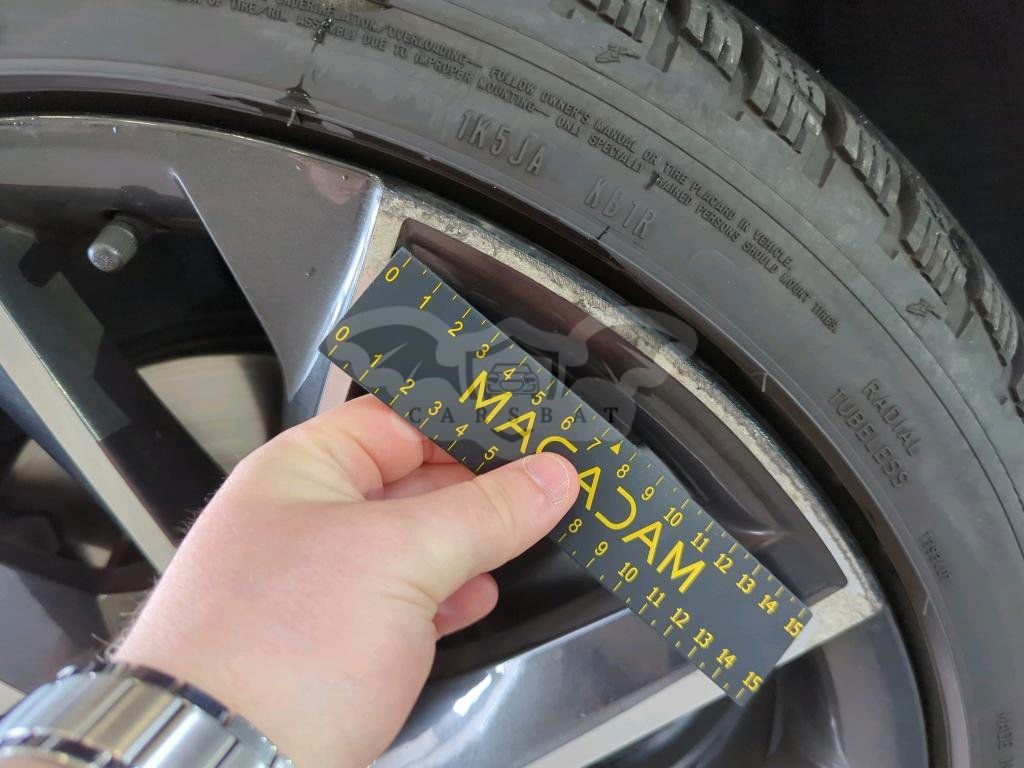 OVERLOADING— FOLLOW OWNER'S MANUAL OR TIRE PLACARD IN VEHICLE.
OF TIRE/RIM ASSEMBLY DUE TO IMPROPER MOUNTING— ONLY SPECIALLY TRAINED PERSONS SHOULD MOUNT TIRES.
1K5JA K61R
RADIAL
TUBELESS
0 1 2 3 4 5 6 7 8 9 10 11 12 13 14 15
MACADAM
0 1 2 3 4 5 8 9 10 11 12 13 14 15
CARSBAT
MADE